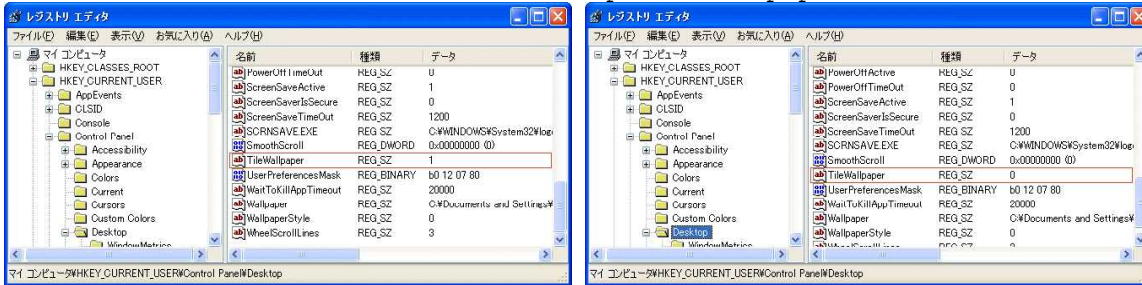 レジストリ エディタ
ファイル(F) 編集(E) 表示(V) お気に入り(A) ヘルプ(H)
マイ コンピュータ
HKEY_CLASSES_ROOT
HKEY_CURRENT_USER
AppEvents
CLSID
Console
Control Panel
Accessibility
Appearance
Colors
Current
Cursors
Custom Colors
Desktop
WindowMetrics
名前 種類 データ
PowerOffTimeOut REG_SZ 0
ScreenSaveActive REG_SZ 1
ScreenSaverIsSecure REG_SZ 0
ScreenSaveTimeOut REG_SZ 1200
SCRNSAVE.EXE REG_SZ C:¥WINDOWS¥System32¥log
SmoothScroll REG_DWORD 0x00000000 (0)
TileWallpaper REG_SZ 1
UserPreferencesMask REG_BINARY b0 12 07 80
WaitToKillAppTimeout REG_SZ 20000
Wallpaper REG_SZ C:¥Documents and Settings¥
WallpaperStyle REG_SZ 0
WheelScrollLines REG_SZ 3
マイ コンピュータ¥HKEY_CURRENT_USER¥Control Panel¥Desktop
レジストリ エディタ
ファイル(F) 編集(E) 表示(V) お気に入り(A) ヘルプ(H)
マイ コンピュータ
HKEY_CLASSES_ROOT
HKEY_CURRENT_USER
AppEvents
CLSID
Console
Control Panel
Accessibility
Appearance
Colors
Current
Cursors
Custom Colors
Desktop
WindowMetrics
名前 種類 データ
PowerOffActive REG_SZ 0
PowerOffTimeOut REG_SZ 0
ScreenSaveActive REG_SZ 1
ScreenSaverIsSecure REG_SZ 0
ScreenSaveTimeOut REG_SZ 1200
SCRNSAVE.EXE REG_SZ C:¥WINDOWS¥System32¥log
SmoothScroll REG_DWORD 0x00000000 (0)
TileWallpaper REG_SZ 0
UserPreferencesMask REG_BINARY b0 12 07 80
WaitToKillAppTimeout REG_SZ 20000
Wallpaper REG_SZ C:¥Documents and Settings¥
WallpaperStyle REG_SZ 0
WheelScrollLines REG_SZ
マイ コンピュータ¥HKEY_CURRENT_USER¥Control Panel¥Desktop